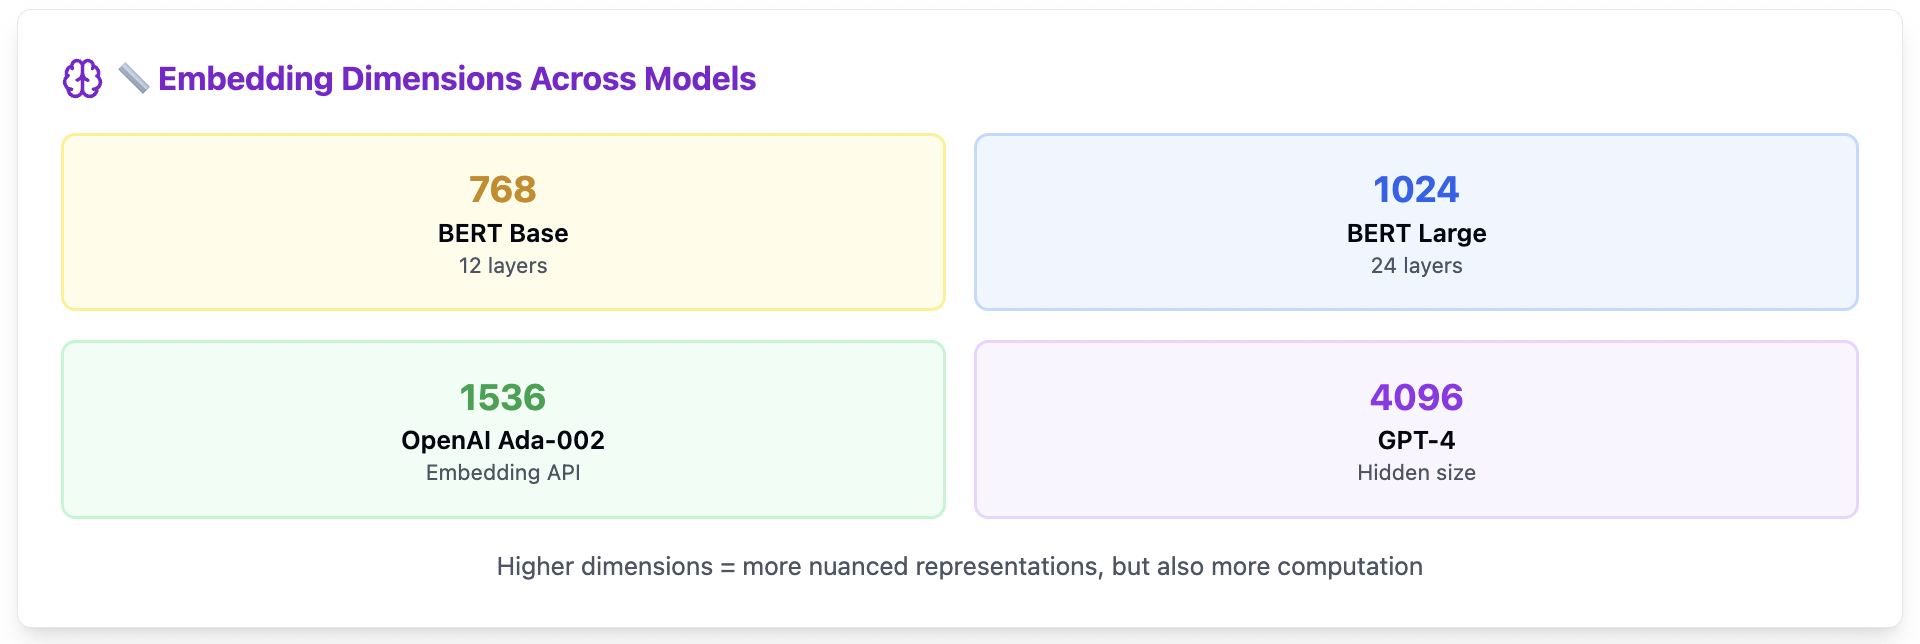 Embedding Dimensions Across Models
768
BERT Base
12 layers
1024
BERT Large
24 layers
1536
OpenAI Ada-002
Embedding API
4096
GPT-4
Hidden size
Higher dimensions = more nuanced representations, but also more computation